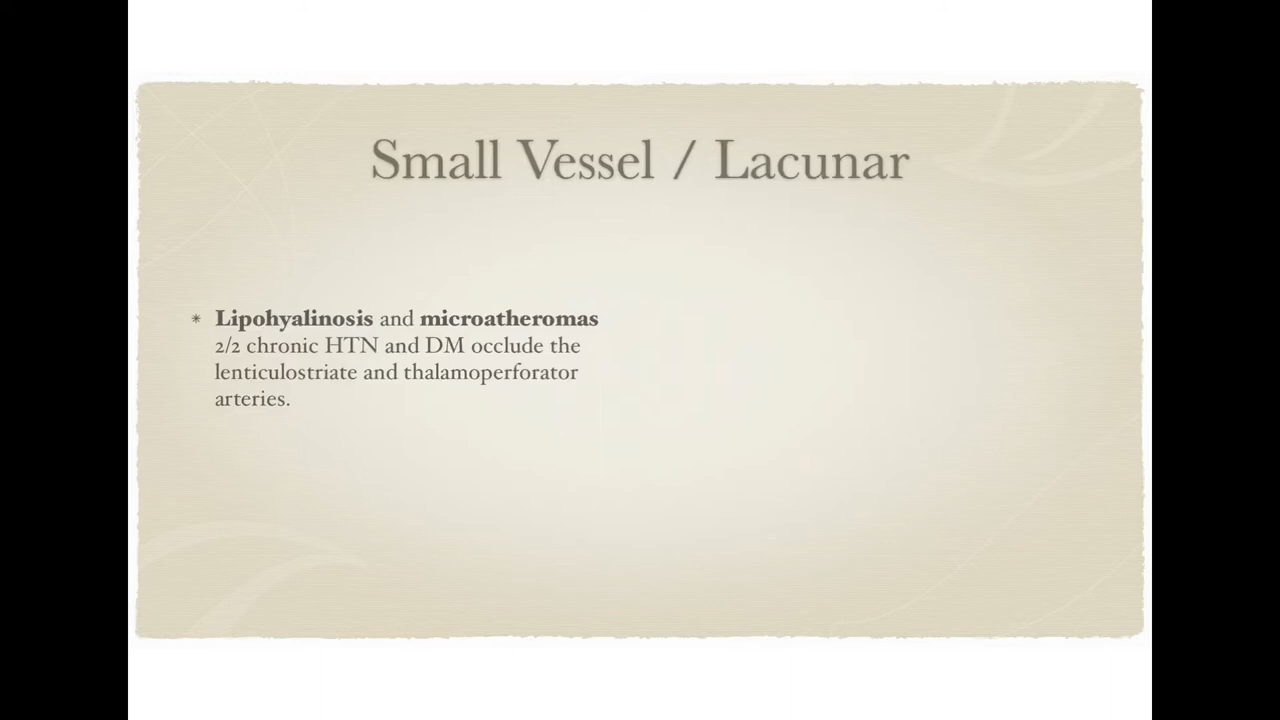 Small Vessel / Lacunar
* Lipohyalinosis and microatheromas
2/2 chronic HTN and DM occlude the
lenticulostriate and thalamoperforator
arteries.